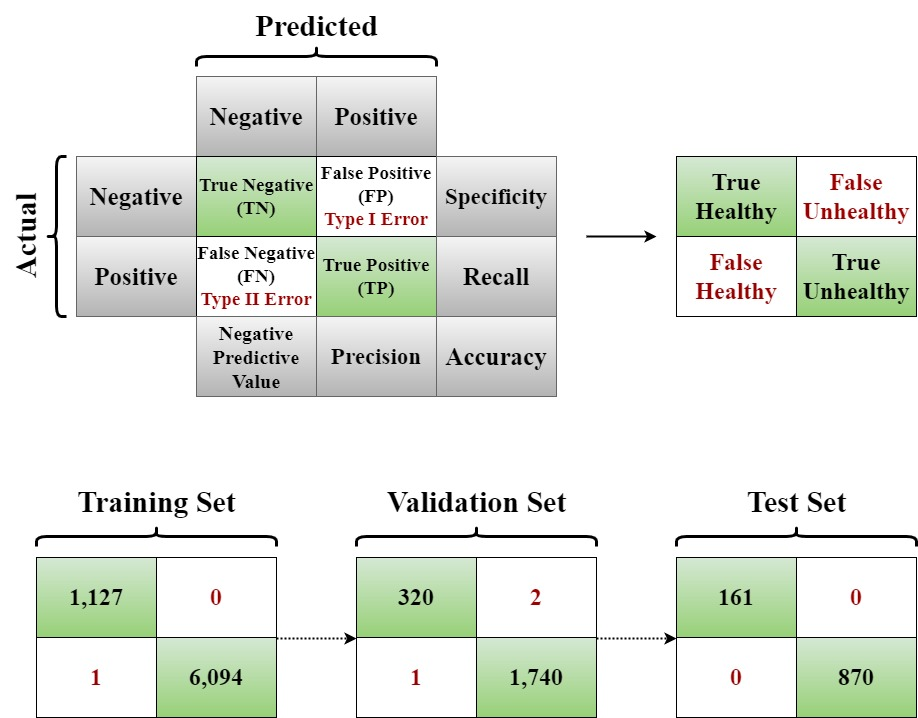 Predicted
Negative
Positive
Actual
Negative
True Negative
(TN)
False Positive
(FP)
Type I Error
Specificity
Positive
False Negative
(FN)
Type II Error
True Positive
(TP)
Recall
Negative
Predictive
Value
Precision
Accuracy
True
Healthy
False
Unhealthy
False
Healthy
True
Unhealthy
Training Set
1,127
0
1
6,094
Validation Set
320
2
1
1,740
Test Set
161
0
0
870